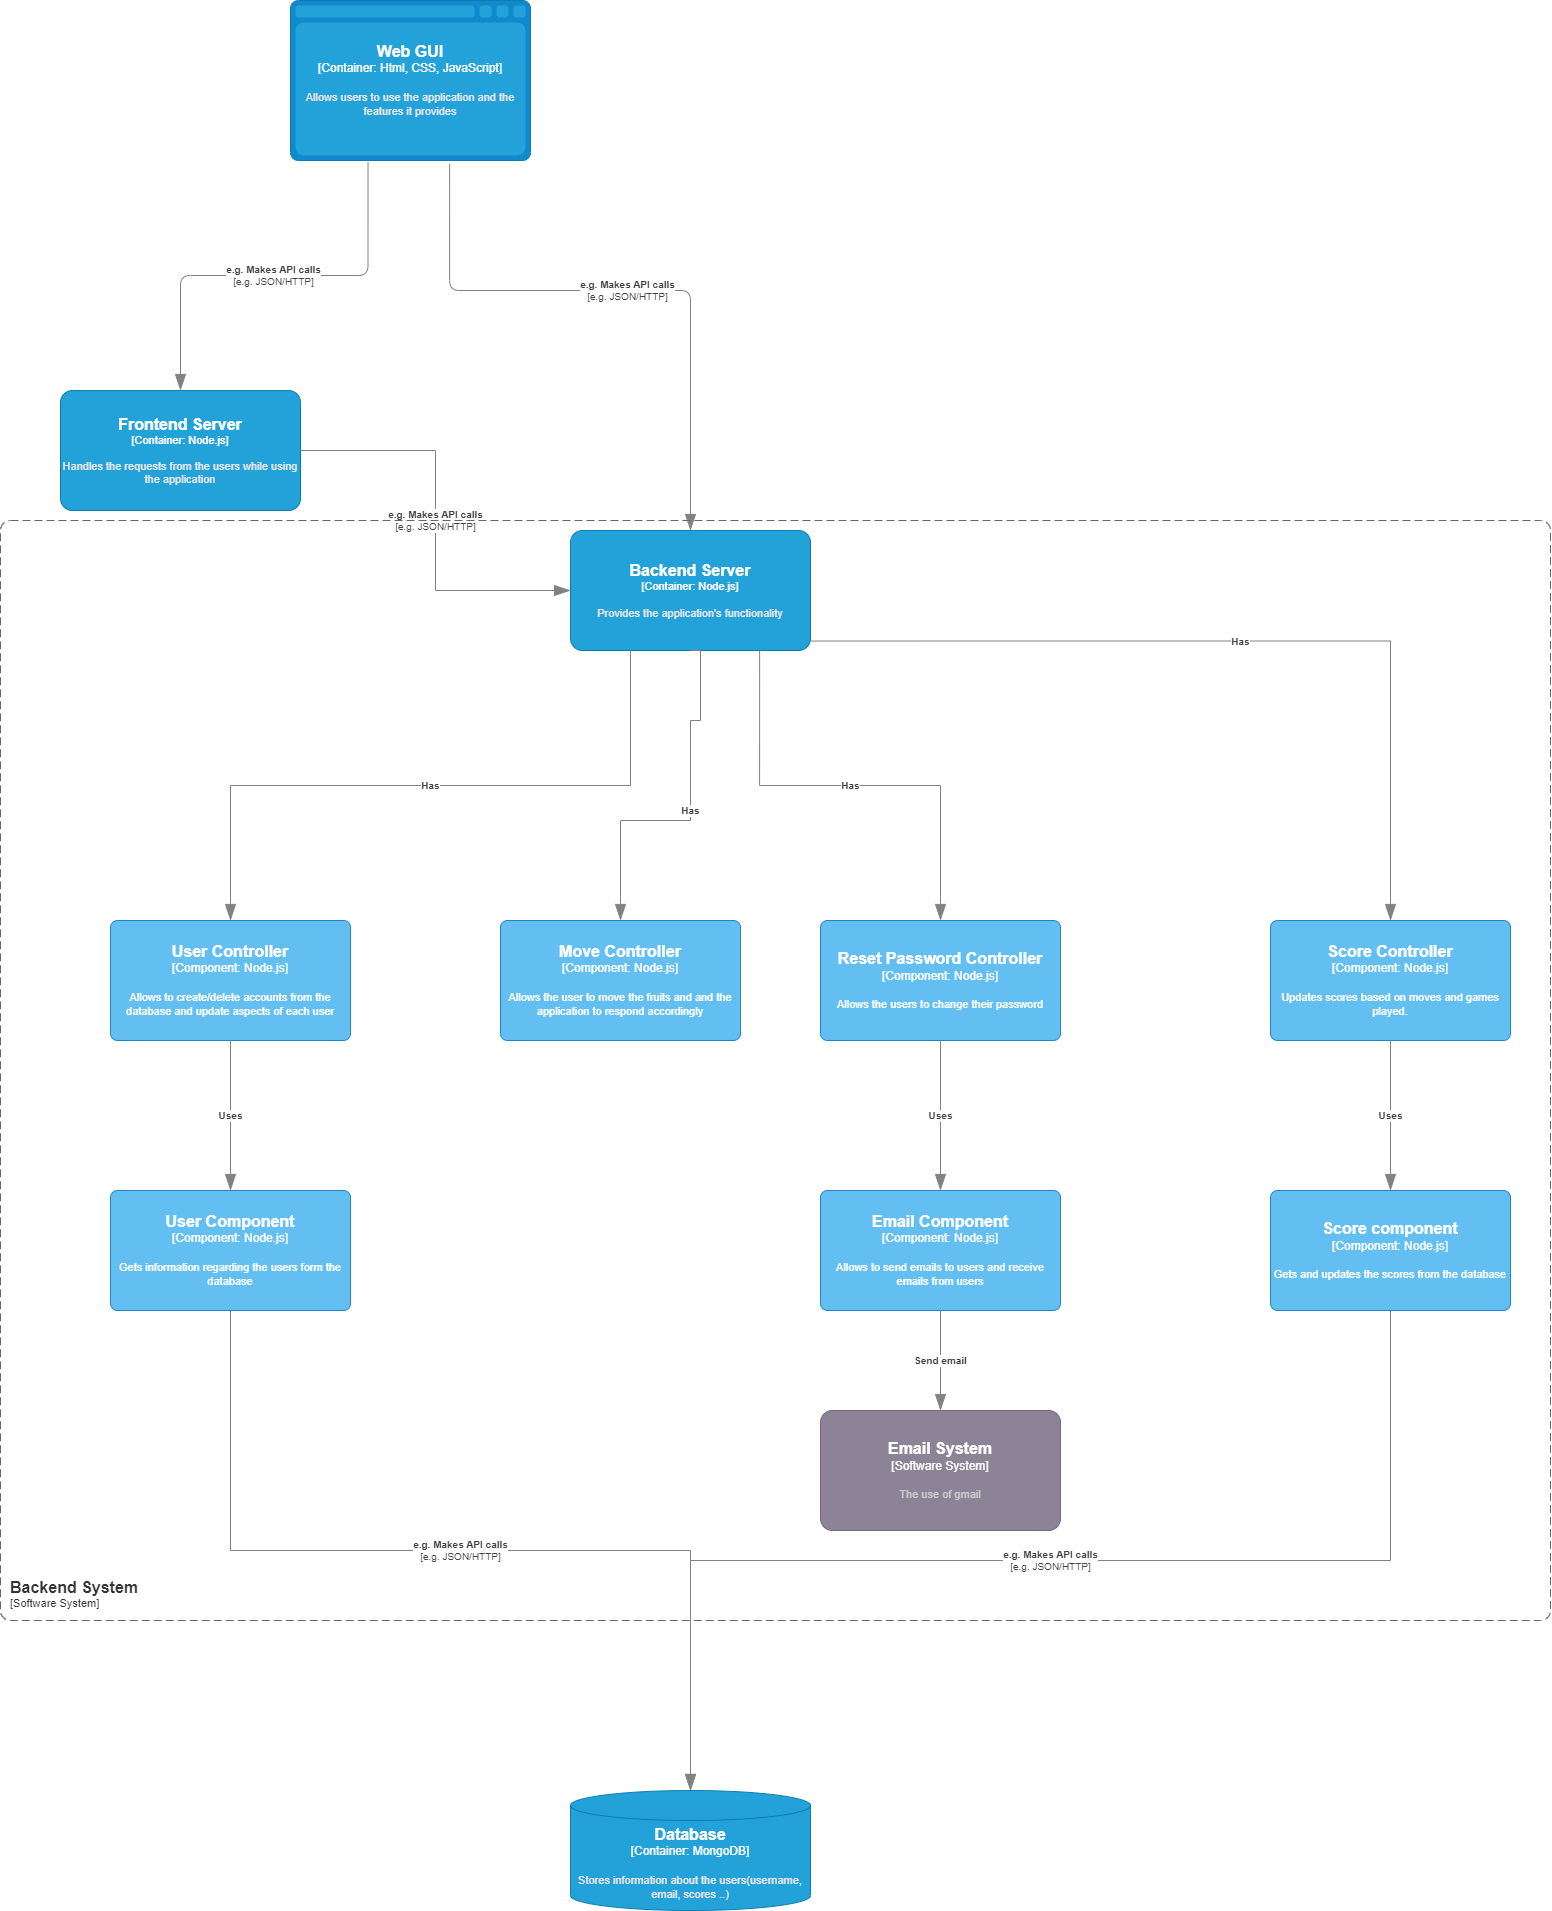 Web GUI
[Container: Html, CSS, JavaScript]
Allows users to use the application and the
features it provides
e.g. Makes API calls
[e.g. JSON/HTTP]
e.g. Makes API calls
[e.g. JSON/HTTP]
Frontend Server
[Container: Node.js]
Handles the requests from the users while using
the application
e.g. Makes API calls
[e.g. JSON/HTTP]
Backend Server
[Container: Node.js]
Provides the application's functionality
Has
Has
Has
Has
User Controller
[Component: Node.js]
Allows to create/delete accounts from the
database and update aspects of each user
Move Controller
[Component: Node.js]
Allows the user to move the fruits and and the
application to respond accordingly
Reset Password Controller
[Component: Node.js]
Allows the users to change their password
Score Controller
[Component: Node.js]
Updates scores based on moves and games
played.
Uses
Uses
Uses
User Component
[Component: Node.js]
Gets information regarding the users form the
database
Email Component
[Component: Node.js]
Allows to send emails to users and receive
emails from users
Score component
[Component: Node.js]
Gets and updates the scores from the database
Send email
Email System
[Software System]
The use of gmail
e.g. Makes API calls
[e.g. JSON/HTTP]
e.g. Makes API calls
[e.g. JSON/HTTP]
Backend System
[Software System]
Database
[Container: MongoDB]
Stores information about the users(username,
email, scores ..)